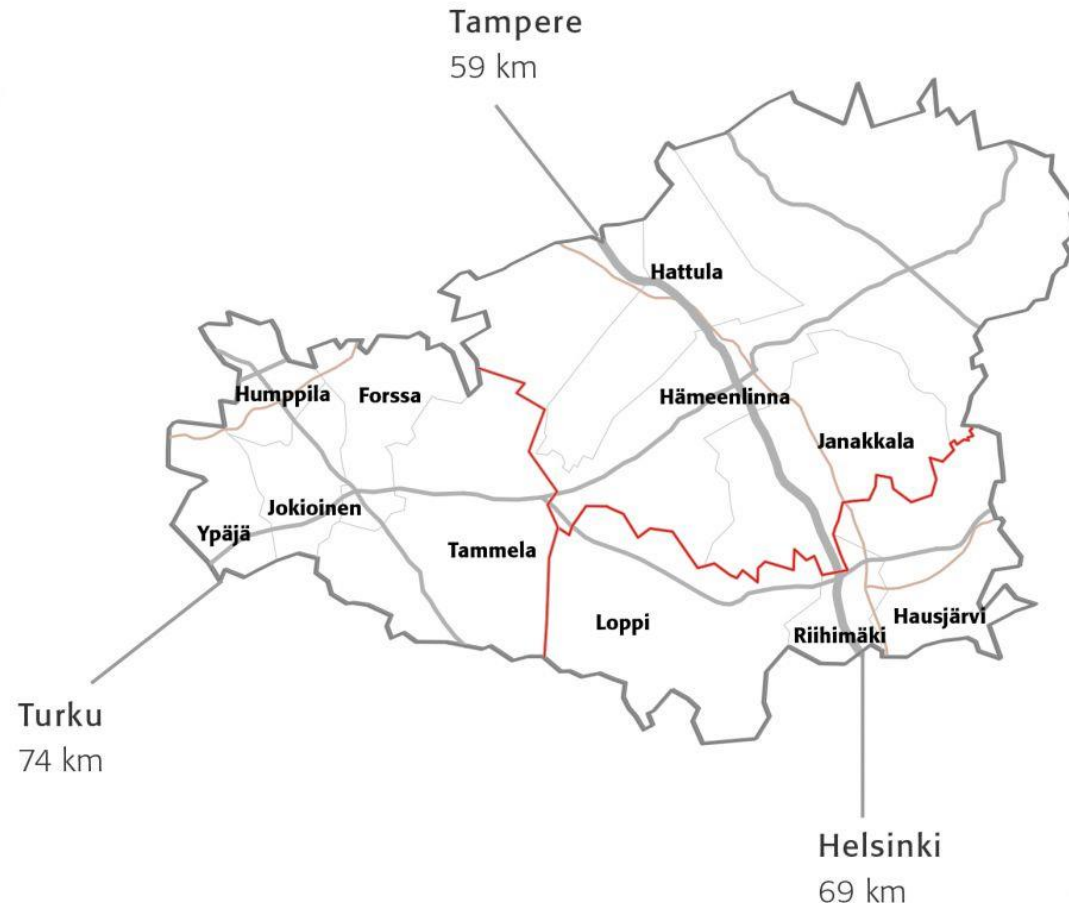 Tampere
59 km
Hattula
Humppila
Forssa
Hämeenlinna
Janakkala
Jokioinen
Ypäjä
Tammela
Loppi
Riihimäki
Hausjärvi
Turku
74 km
Helsinki
69 km